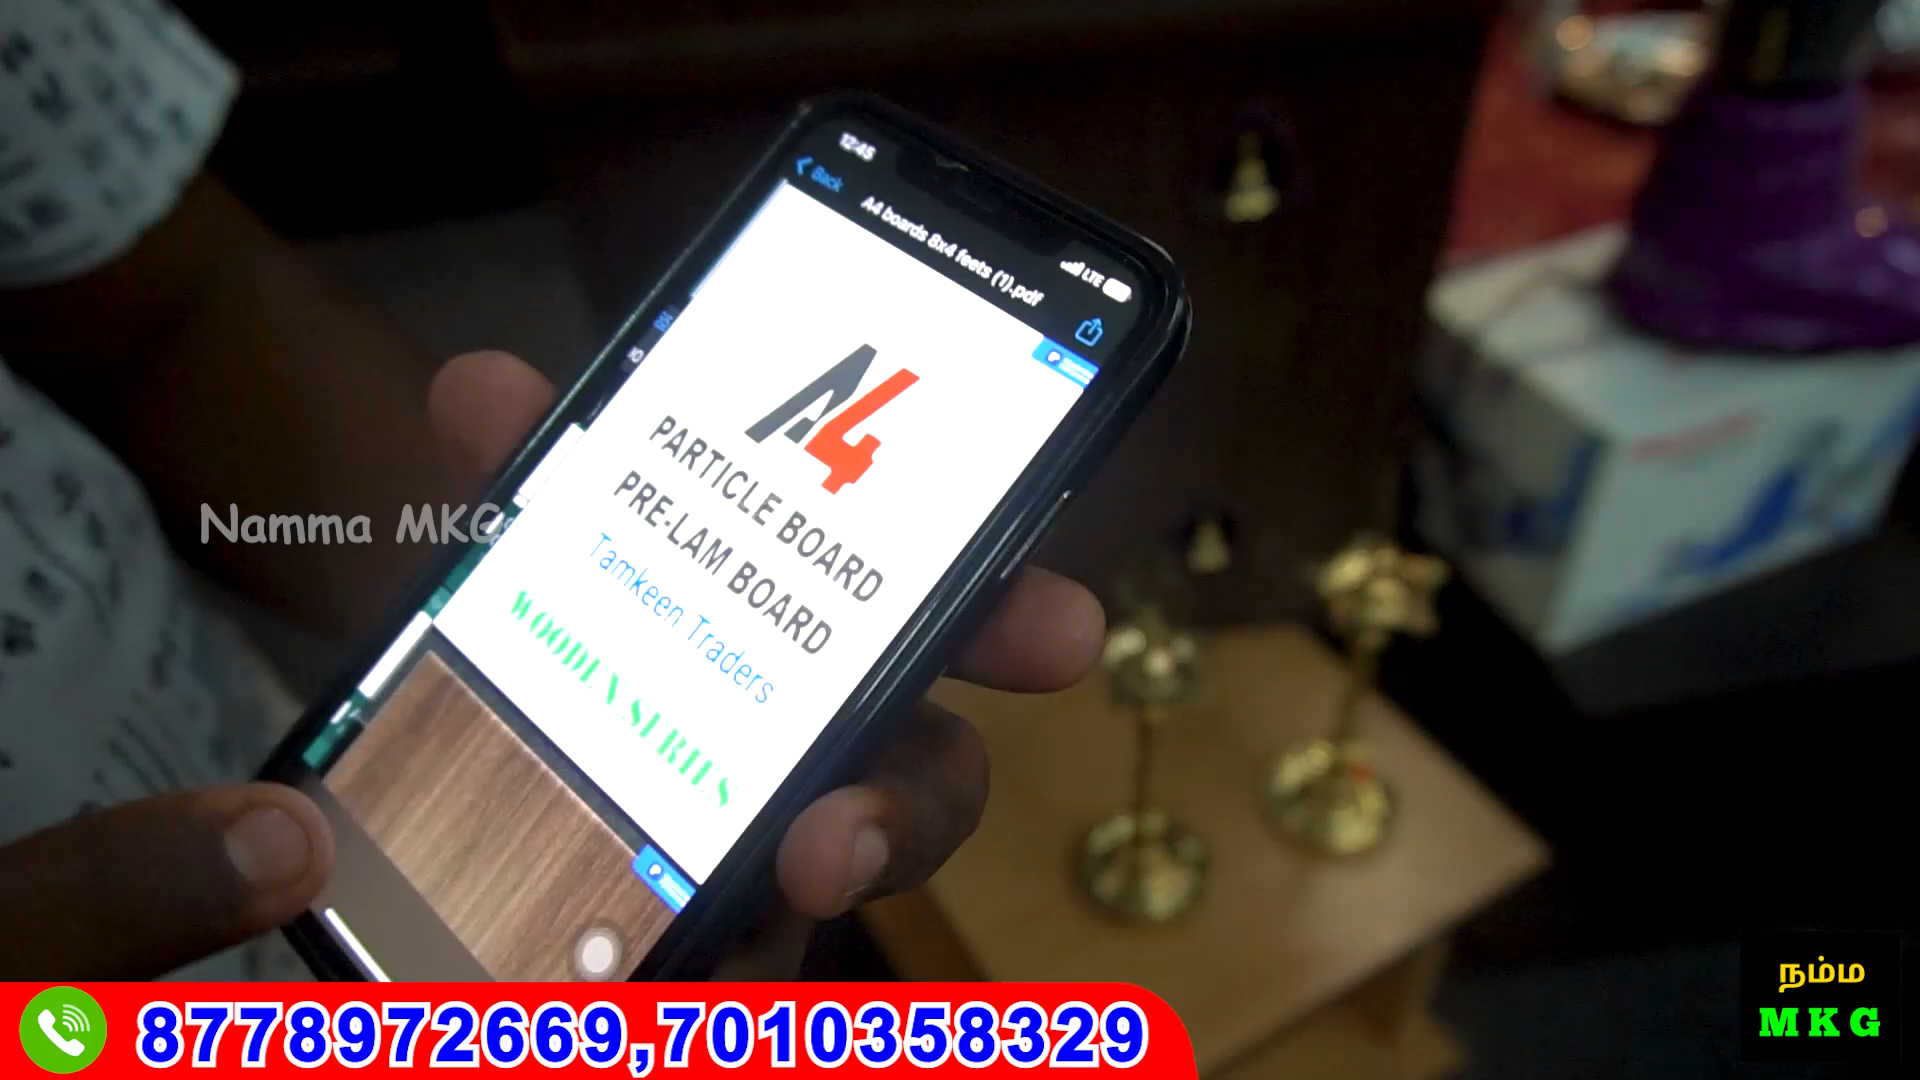 12:45
LTE
Back
A4 boards 8x4 feets (1).pdf
A4
PARTICLE BOARD
PRE-LAM BOARD
Tamkeen Traders
WOODEN SERIES
Namma MKG
8778972669,7010358329
நம்ம
MKG